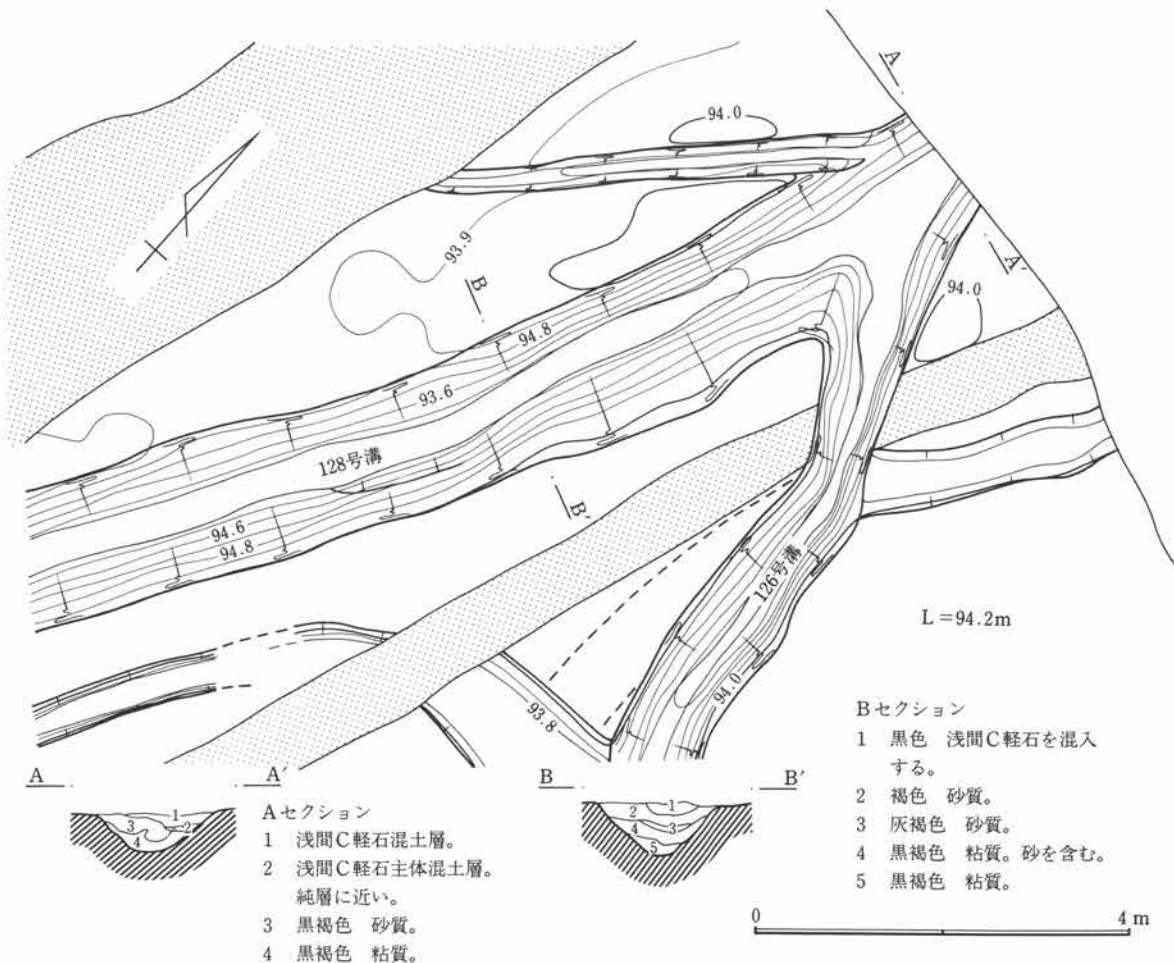 A
94.0
93.9
B
A'
94.0
94.8
93.6
128号溝
B'
94.6
94.8
126号溝
L=94.2m
94.0
93.8
A A'
1
2
3
4
Aセクション
1 浅間C軽石混土層。
2 浅間C軽石主体混土層。
純層に近い。
3 黒褐色 砂質。
4 黒褐色 粘質。
B B'
1
2
3
4
5
Bセクション
1 黒色 浅間C軽石を混入
する。
2 褐色 砂質。
3 灰褐色 砂質。
4 黒褐色 粘質。砂を含む。
5 黒褐色 粘質。
0 4m